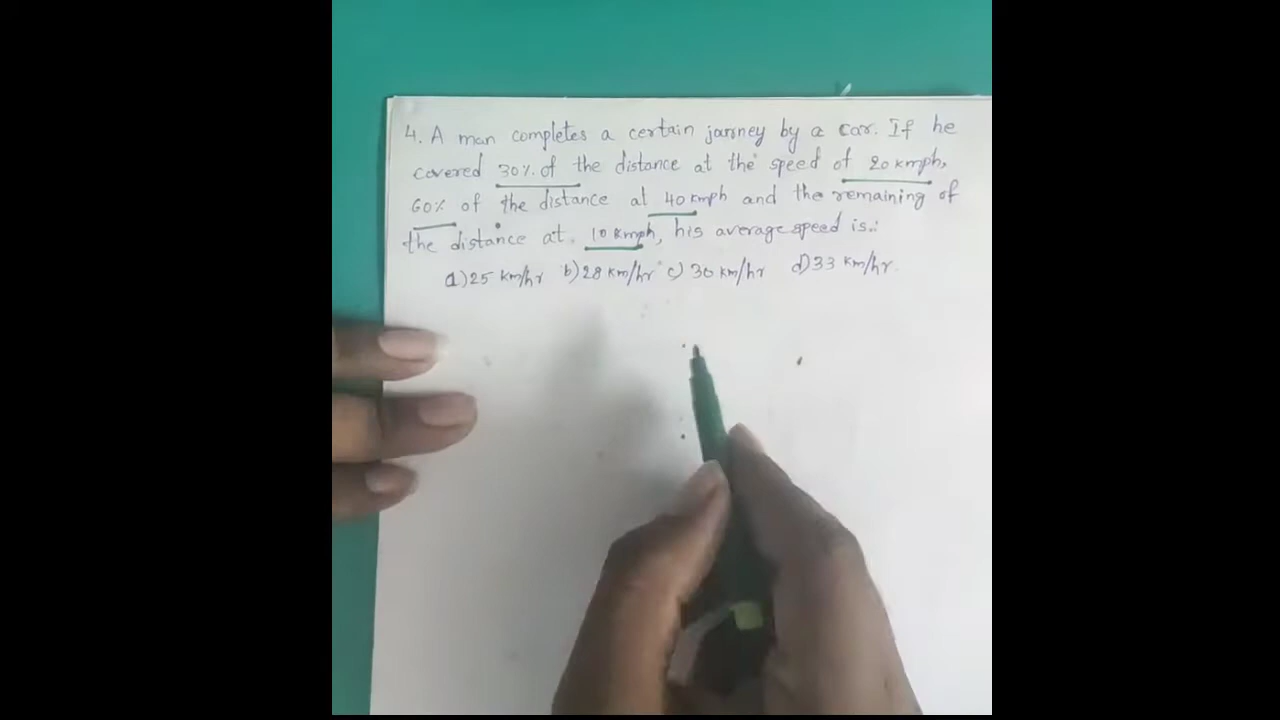 4. A man completes a certain jarney by a car. If he
covered 30% of the distance at the speed of 20 kmph,
60% of the distance at 40 kmph and the remaining of
the distance at 10 kmph, his average speed is:
a) 25 km/hr b) 28 km/hr c) 30 km/hr d) 33 km/hr.